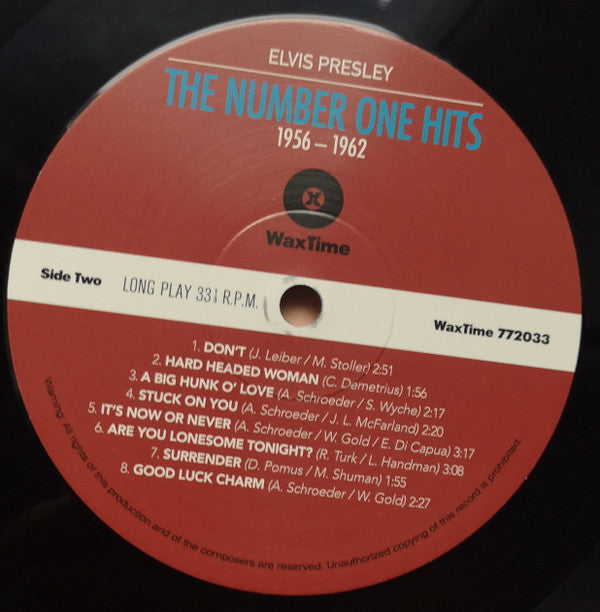 ELVIS PRESLEY
THE NUMBER ONE HITS
1956 – 1962
WaxTime
Side Two
LONG PLAY 33⅓ R.P.M.
WaxTime 772033
1. DON'T (J. Leiber / M. Stoller) 2:51
2. HARD HEADED WOMAN (C. Demetrius) 1:56
3. A BIG HUNK O' LOVE (A. Schroeder / S. Wyche) 2:17
4. STUCK ON YOU (A. Schroeder / J. L. McFarland) 2:20
5. IT'S NOW OR NEVER (A. Schroeder / W. Gold / E. Di Capua) 3:17
6. ARE YOU LONESOME TONIGHT? (R. Turk / L. Handman) 3:08
7. SURRENDER (D. Pomus / M. Shuman) 1:55
8. GOOD LUCK CHARM (A. Schroeder / W. Gold) 2:27
Warning: All rights of this production and of the composers are reserved. Unauthorized copying of this record is prohibited.